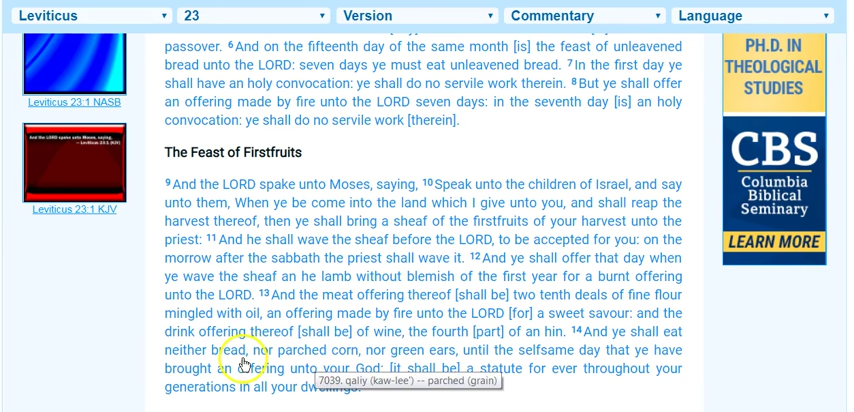 Leviticus 23 Version Commentary Language
passover. 6And on the fifteenth day of the same month [is] the feast of unleavened
bread unto the LORD: seven days ye must eat unleavened bread. 7In the first day ye
shall have an holy convocation: ye shall do no servile work therein. 8But ye shall offer
an offering made by fire unto the LORD seven days: in the seventh day [is] an holy
convocation: ye shall do no servile work [therein].
The Feast of Firstfruits
9And the LORD spake unto Moses, saying, 10Speak unto the children of Israel, and say
unto them, When ye be come into the land which I give unto you, and shall reap the
harvest thereof, then ye shall bring a sheaf of the firstfruits of your harvest unto the
priest: 11And he shall wave the sheaf before the LORD, to be accepted for you: on the
morrow after the sabbath the priest shall wave it. 12And ye shall offer that day when
ye wave the sheaf an he lamb without blemish of the first year for a burnt offering
unto the LORD. 13And the meat offering thereof [shall be] two tenth deals of fine flour
mingled with oil, an offering made by fire unto the LORD [for] a sweet savour: and the
drink offering thereof [shall be] of wine, the fourth [part] of an hin. 14And ye shall eat
neither bread, nor parched corn, nor green ears, until the selfsame day that ye have
brought an offering unto your God: [it shall be] a statute for ever throughout your
7039. qaliy (kaw-lee') -- parched (grain)
generations in all your dwellings.
Leviticus 23:1 NASB
And the LORD spake unto Moses, saying,
-- Leviticus 23:1 (KJV)
Leviticus 23:1 KJV
PH.D. IN
THEOLOGICAL
STUDIES
CBS
Columbia
Biblical
Seminary
LEARN MORE